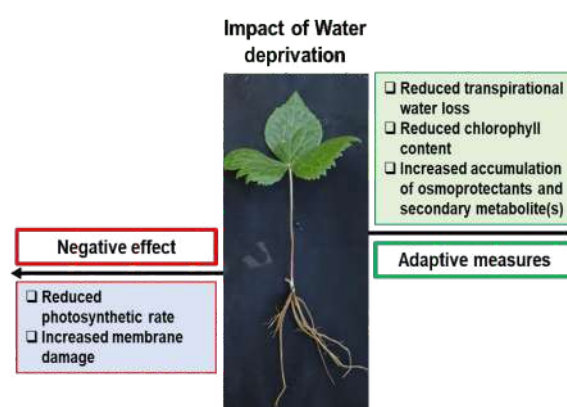 Impact of Water
deprivation
❑ Reduced transpirational
water loss
❑ Reduced chlorophyll
content
❑ Increased accumulation
of osmoprotectants and
secondary metabolite(s)
Negative effect
Adaptive measures
❑ Reduced
photosynthetic rate
❑ Increased membrane
damage